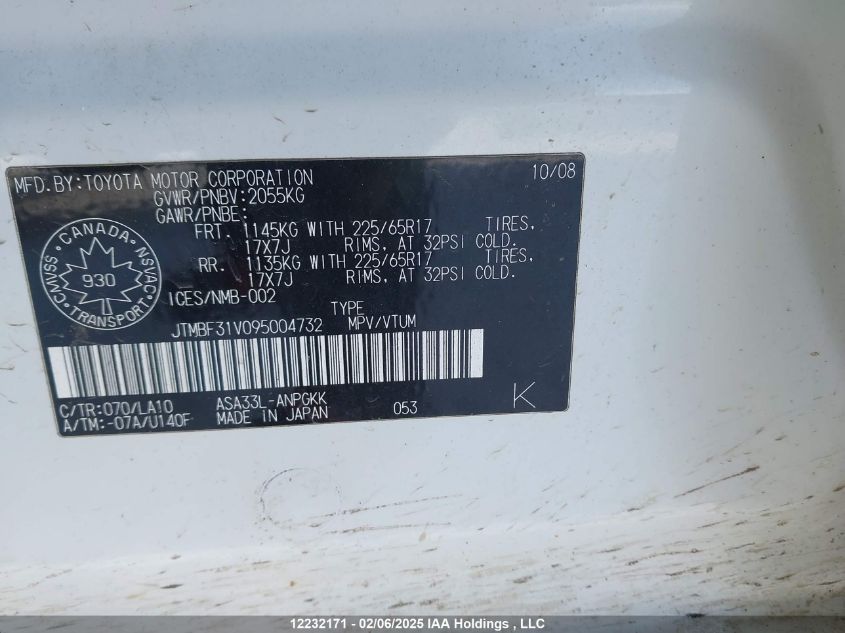 MFD.BY:TOYOTA MOTOR CORPORATION 10/08
GVWR/PNBV:2055KG
GAWR/PNBE:
FRT. 1145KG WITH 225/65R17 TIRES,
17X7J RIMS, AT 32PSI COLD.
RR. 1135KG WITH 225/65R17 TIRES,
17X7J RIMS, AT 32PSI COLD.
ICES/NMB-002
CANADA
CMVSS NSVAC
930
TRANSPORT
TYPE
JTMBF31V095004732 MPV/VTUM
C/TR:070/LA10 ASA33L-ANPGKK
A/TM:-07A/U140F MADE IN JAPAN 053 K
12232171 - 02/06/2025 IAA Holdings , LLC